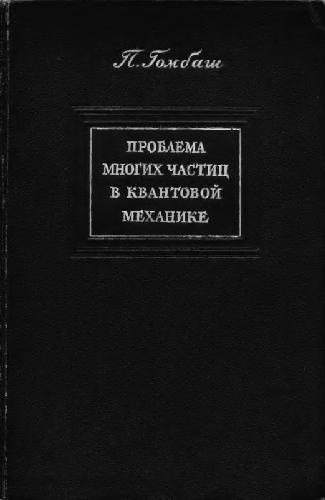 П. Гомбаш
ПРОБЛЕМА
МНОГИХ ЧАСТИЦ
В КВАНТОВОЙ
МЕХАНИКЕ